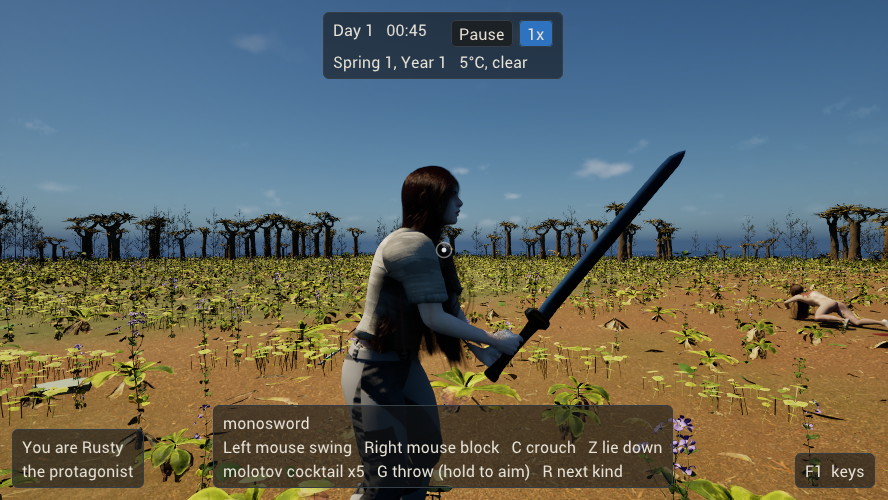 Day 1 00:45 Pause 1x
Spring 1, Year 1 5°C, clear
monosword
Left mouse swing Right mouse block C crouch Z lie down
molotov cocktail x5 G throw (hold to aim) R next kind
You are Rusty
the protagonist
F1 keys